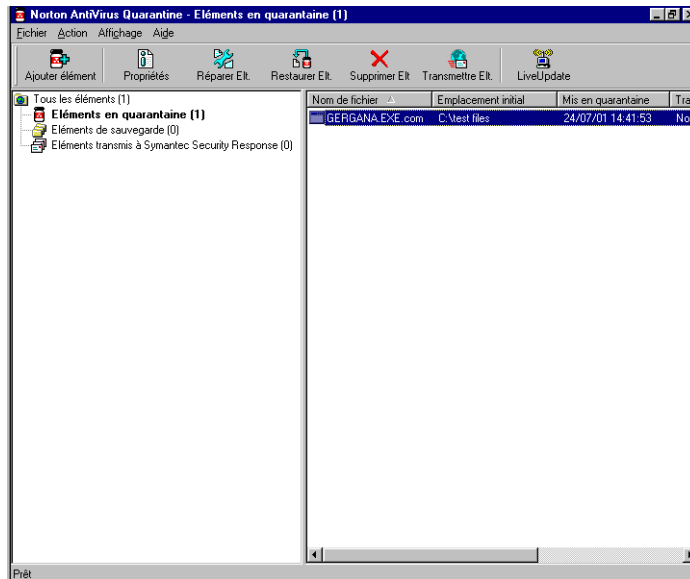 Norton AntiVirus Quarantine - Eléments en quarantaine (1)
Fichier Action Affichage Aide
Ajouter élément Propriétés Réparer Elt. Restaurer Elt. Supprimer Elt Transmettre Elt. LiveUpdate
Tous les éléments (1)
Eléments en quarantaine (1)
Eléments de sauvegarde (0)
Eléments transmis à Symantec Security Response (0)
Nom de fichier Emplacement initial Mis en quarantaine Tra
GERGANA.EXE.com C:\test files 24/07/01 14:41:53 No
Prêt